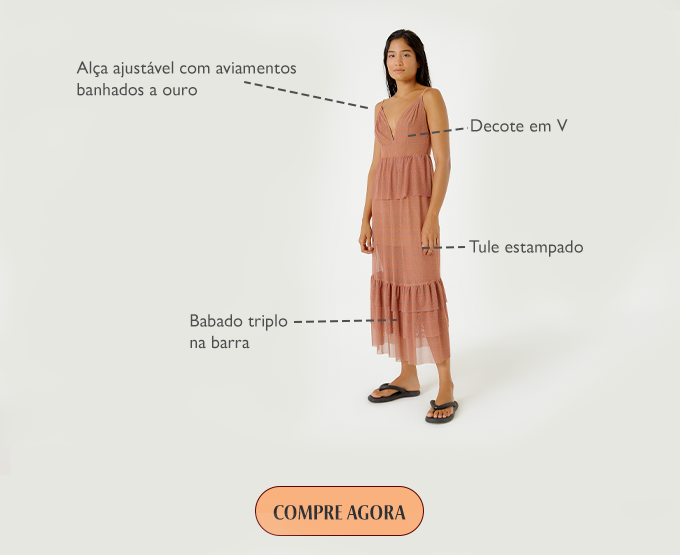 Alça ajustável com aviamentos
banhados a ouro
Decote em V
Tule estampado
Babado triplo
na barra
COMPRE AGORA